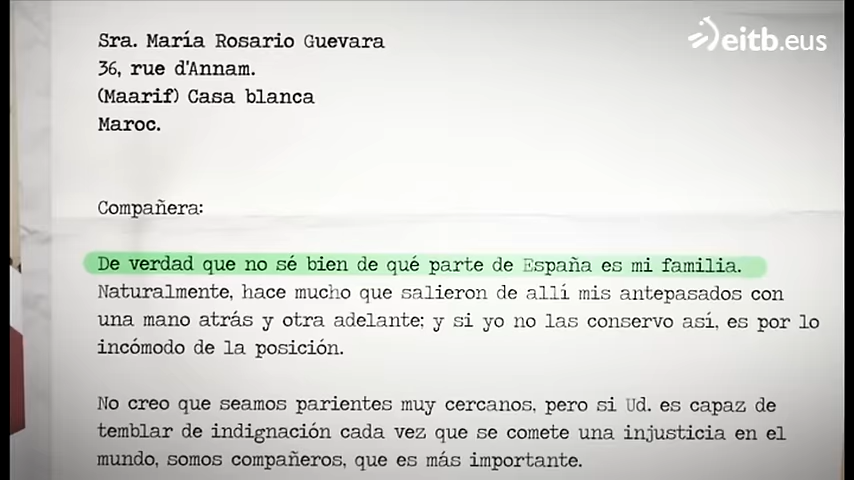 eitb.eus
Sra. María Rosario Guevara
36, rue d'Annam.
(Maarif) Casa blanca
Maroc.
Compañera:
De verdad que no sé bien de qué parte de España es mi familia.
Naturalmente, hace mucho que salieron de allí mis antepasados con
una mano atrás y otra adelante; y si yo no las conservo así, es por lo
incómodo de la posición.
No creo que seamos parientes muy cercanos, pero si Ud. es capaz de
temblar de indignación cada vez que se comete una injusticia en el
mundo, somos compañeros, que es más importante.